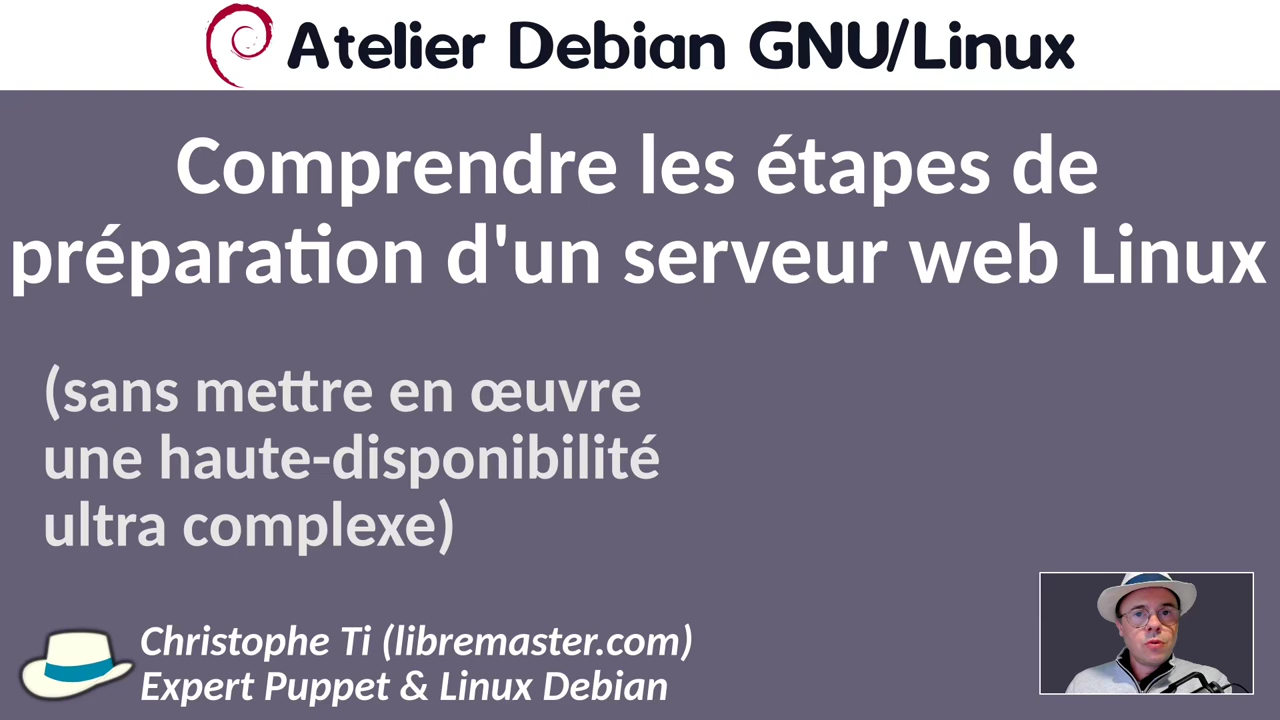 Atelier Debian GNU/Linux
Comprendre les étapes de
préparation d'un serveur web Linux
(sans mettre en œuvre
une haute-disponibilité
ultra complexe)
Christophe Ti (libremaster.com)
Expert Puppet & Linux Debian